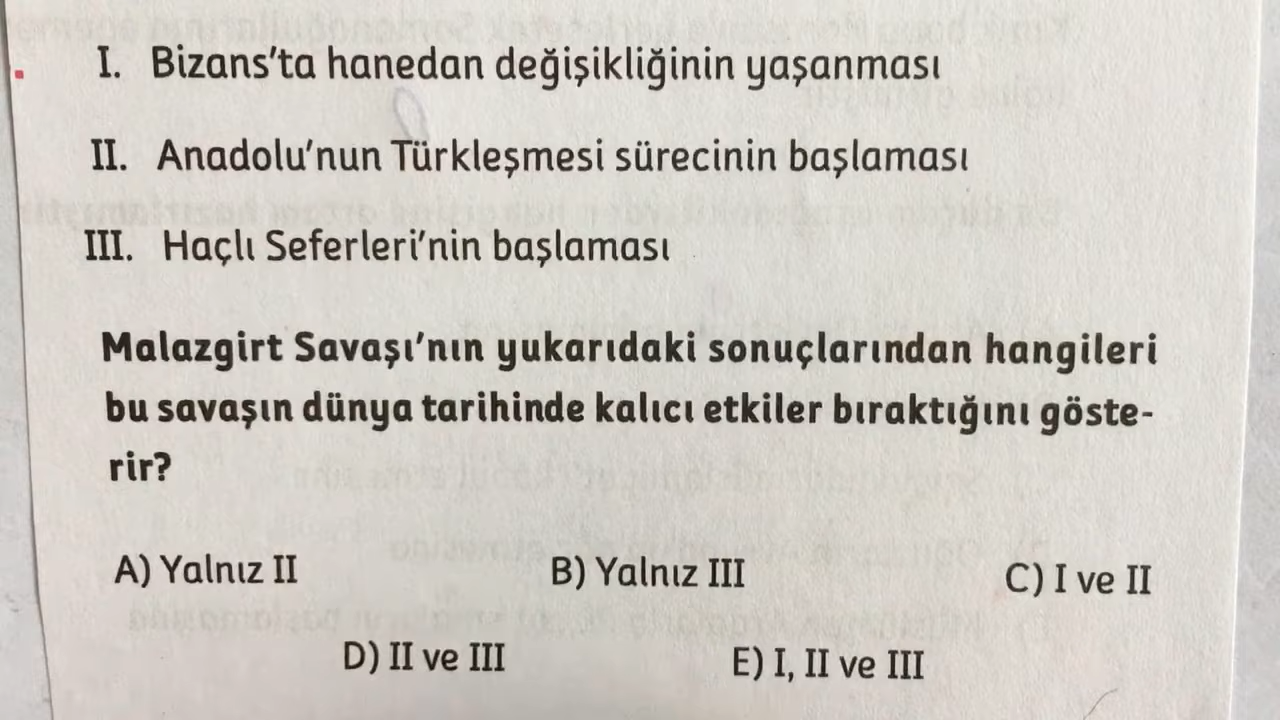 I. Bizans'ta hanedan değişikliğinin yaşanması
II. Anadolu'nun Türkleşmesi sürecinin başlaması
III. Haçlı Seferleri'nin başlaması
Malazgirt Savaşı'nın yukarıdaki sonuçlarından hangileri
bu savaşın dünya tarihinde kalıcı etkiler bıraktığını göste-
rir?
A) Yalnız II B) Yalnız III C) I ve II
D) II ve III E) I, II ve III